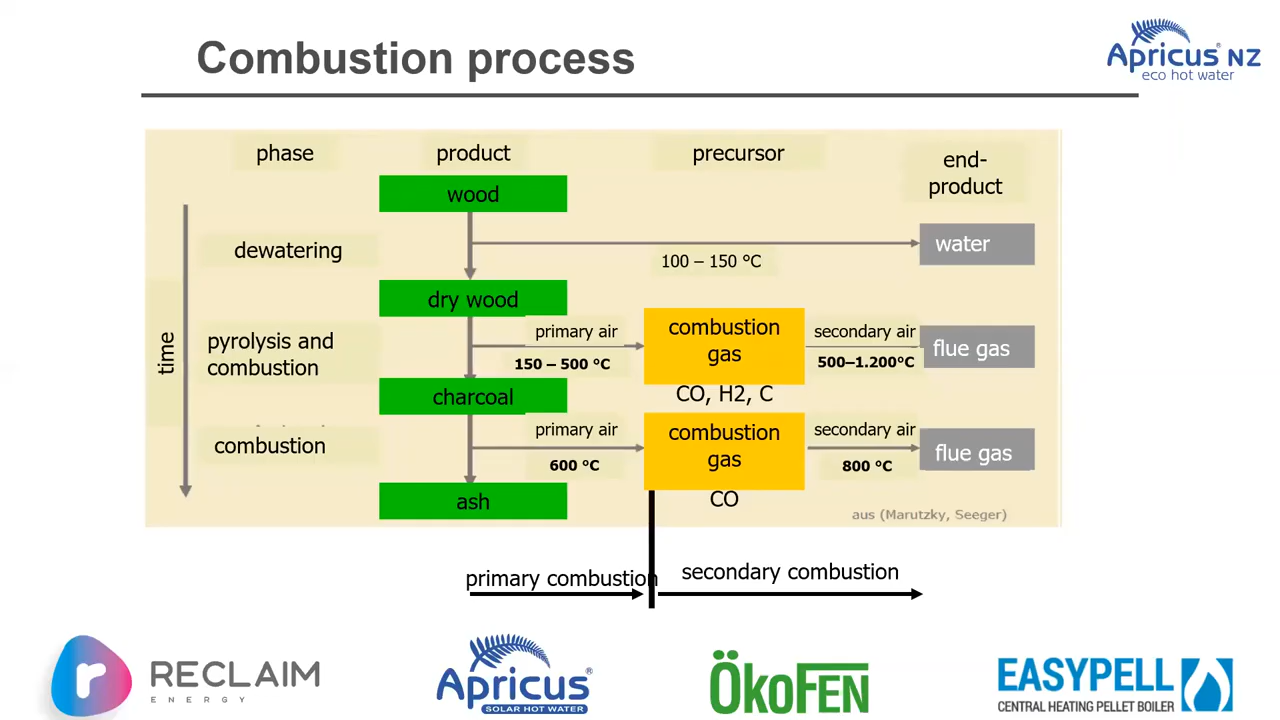 Combustion process
Apricus® NZ
eco hot water
phase
product
precursor
end-
product
wood
dewatering
100 – 150 °C
water
dry wood
time
pyrolysis and
combustion
primary air
150 – 500 °C
combustion
gas
secondary air
500–1.200°C
flue gas
CO, H2, C
charcoal
combustion
primary air
600 °C
combustion
gas
secondary air
800 °C
flue gas
ash
CO
aus (Marutzky, Seeger)
primary combustion
secondary combustion
r
RECLAIM
ENERGY
Apricus®
SOLAR HOT WATER
ÖkoFEN
EASYPELL
CENTRAL HEATING PELLET BOILER